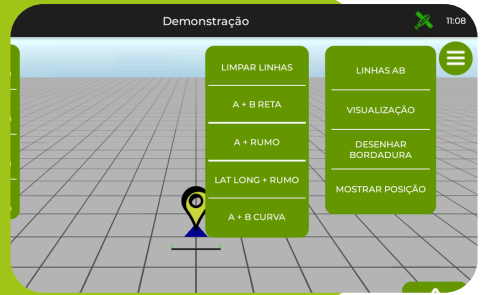 Demonstração
11:08
LIMPAR LINHAS
A + B RETA
A + RUMO
LAT LONG + RUMO
A + B CURVA
LINHAS AB
VISUALIZAÇÃO
DESENHAR
BORDADURA
MOSTRAR POSIÇÃO